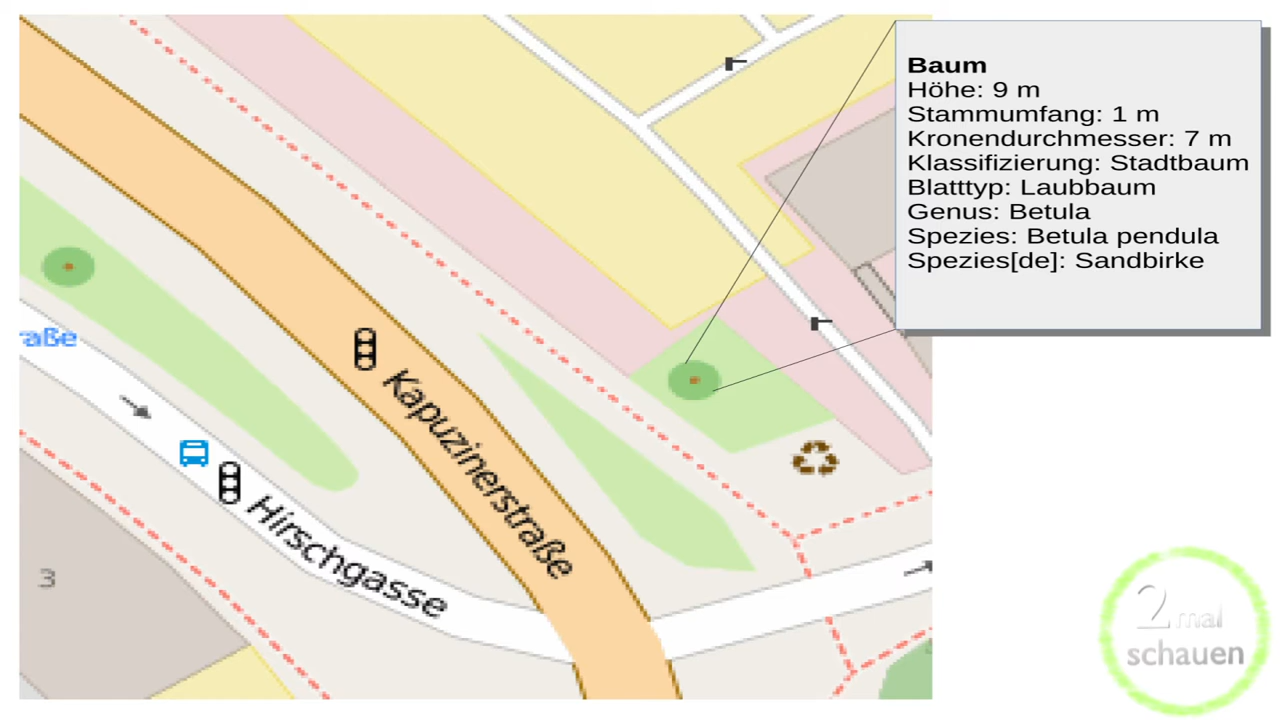 Baum
Höhe: 9 m
Stammumfang: 1 m
Kronendurchmesser: 7 m
Klassifizierung: Stadtbaum
Blatttyp: Laubbaum
Genus: Betula
Spezies: Betula pendula
Spezies[de]: Sandbirke
raße
Kapuzinerstraße
Hirschgasse
3
2 mal
schauen